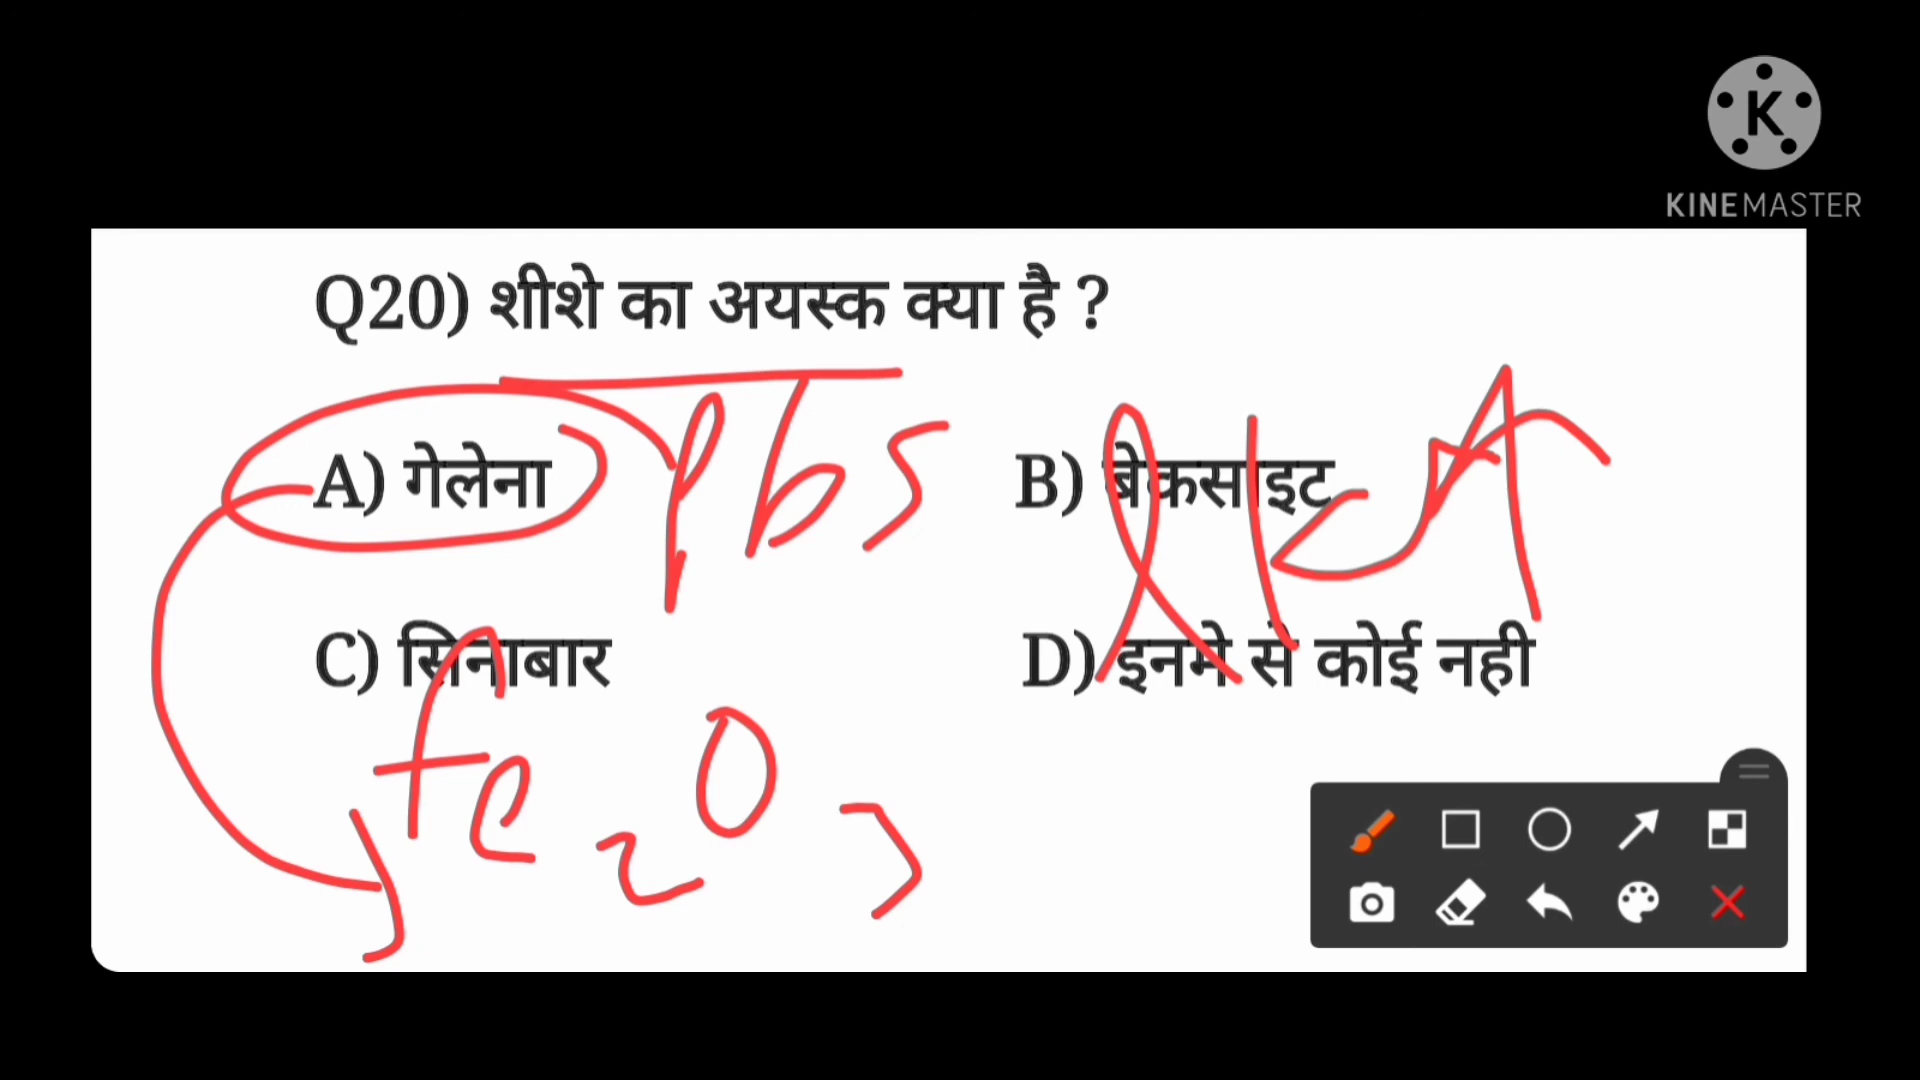 KINEMASTER
Q20) शीशे का अयस्क क्या है ?
A) गेलेना Pbs B) बेकसाइट
C) सिनाबार D) इनमे से कोई नही
Fe2O3